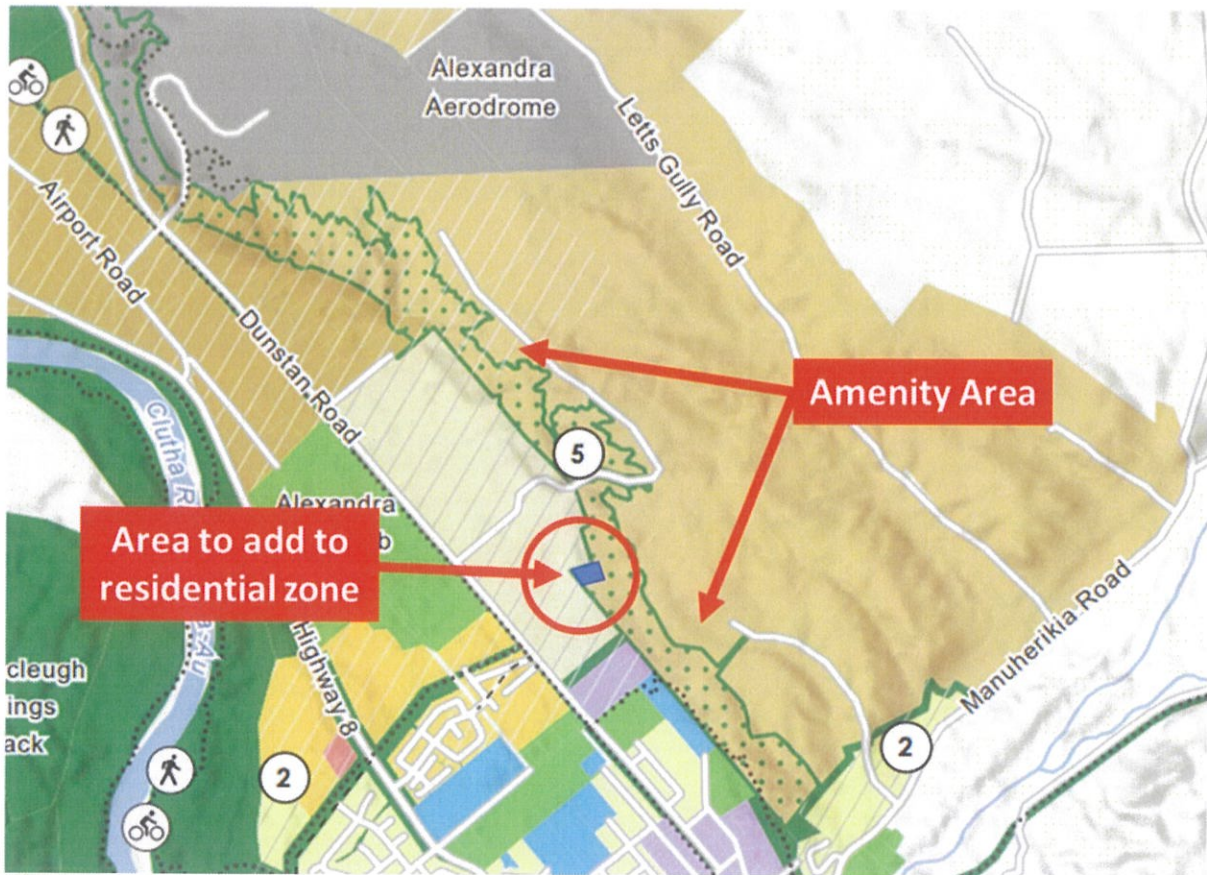 Alexandra
Aerodrome
Letts Gully Road
Airport Road
Dunstan Road
Amenity Area
5
Clutha R
Alexandra
b
Area to add to
residential zone
Au
Highway 8
Manuherikia Road
cleugh
ings
ack
2
2